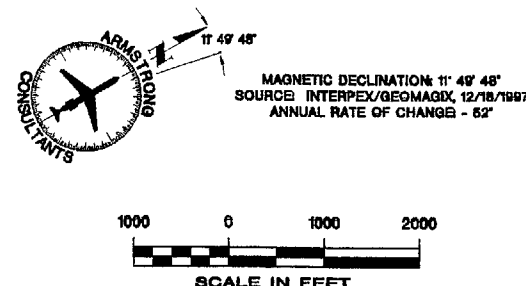 ARMSTRONG
CONSULTANTS
N
11° 49' 48"
MAGNETIC DECLINATION: 11° 49' 48"
SOURCE: INTERPEX/GEOMAGIX, 12/18/1997
ANNUAL RATE OF CHANGE - 52"
1000 0 1000 2000
SCALE IN FEET